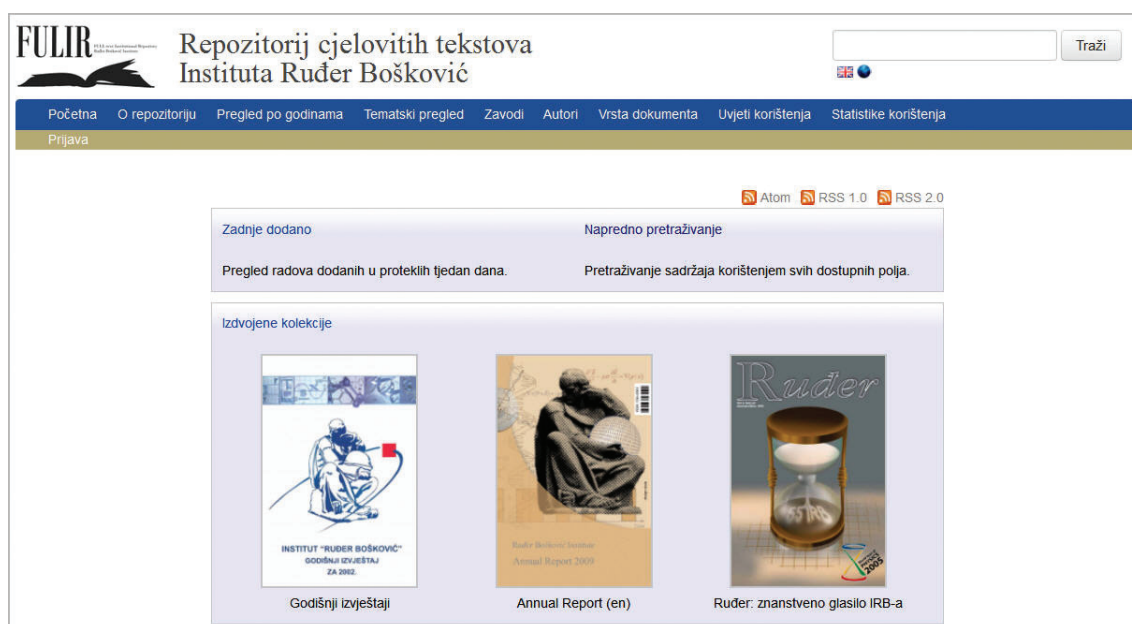 FULIR
Repozitorij cjelovitih tekstova
Instituta Ruđer Bošković
Traži
Početna O repozitoriju Pregled po godinama Tematski pregled Zavodi Autori Vrsta dokumenta Uvjeti korištenja Statistike korištenja
Prijava
Atom RSS 1.0 RSS 2.0
Zadnje dodano
Pregled radova dodanih u proteklih tjedan dana.
Napredno pretraživanje
Pretraživanje sadržaja korištenjem svih dostupnih polja.
Izdvojene kolekcije
INSTITUT "RUĐER BOŠKOVIĆ"
GODIŠNJI IZVJEŠTAJ
ZA 2002.
Godišnji izvještaji
Ruđer Bošković Institute
Annual Report 2009
Annual Report (en)
Ruđer
55 IRB
PHYSICS
2005
Ruđer: znanstveno glasilo IRB-a